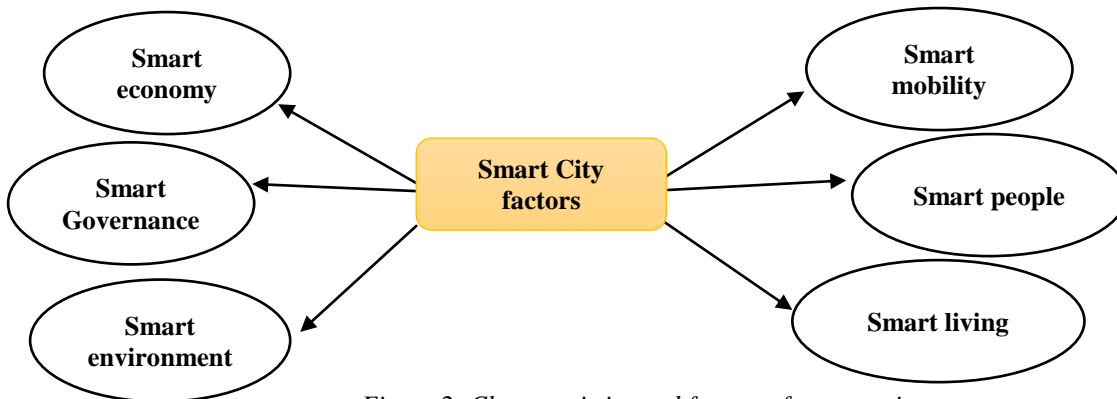 Smart
economy
Smart
Governance
Smart
environment
Smart City
factors
Smart
mobility
Smart people
Smart living